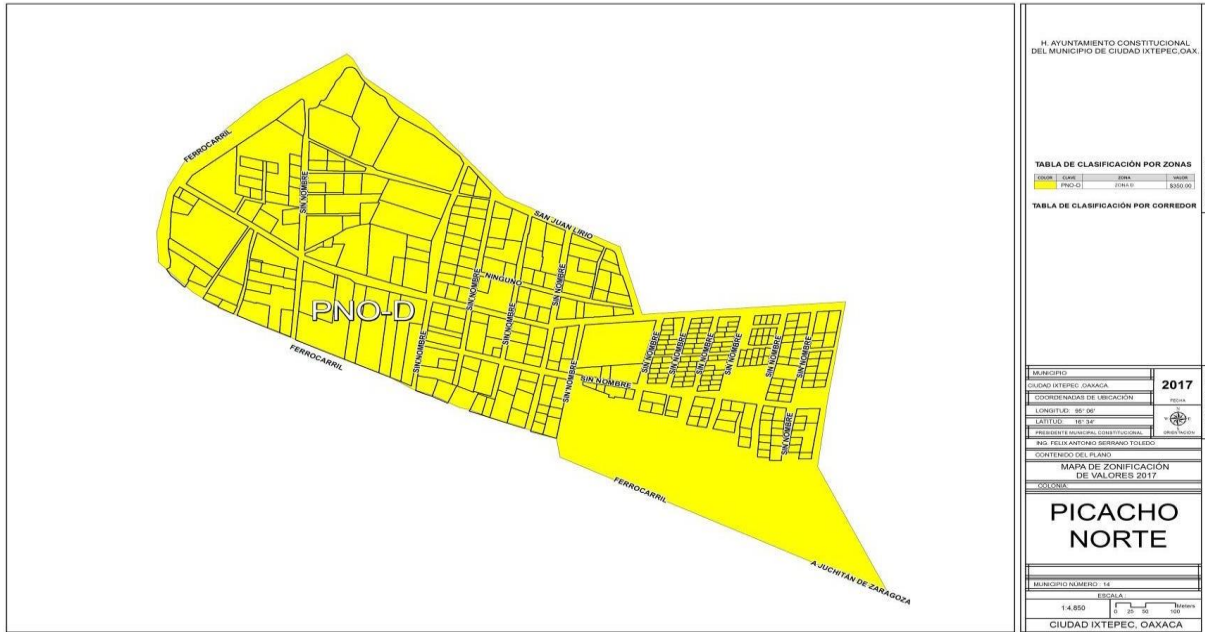 FERROCARRIL
SIN NOMBRE
SAN JUAN LIRIO
NINGUNO
SIN NOMBRE
SIN NOMBRE
SIN NOMBRE
PNO-D
SIN NOMBRE
FERROCARRIL
SIN NOMBRE
SIN NOMBRE
SIN NOMBRE
SIN NOMBRE
SIN NOMBRE
SIN NOMBRE
SIN NOMBRE
SIN NOMBRE
SIN NOMBRE
SIN NOMBRE
FERROCARRIL
A JUCHITÁN DE ZARAGOZA
H. AYUNTAMIENTO CONSTITUCIONAL
DEL MUNICIPIO DE CIUDAD IXTEPEC,OAX.
TABLA DE CLASIFICACIÓN POR ZONAS
COLOR CLAVE ZONA VALOR
PNO-D ZONA D $350.00
TABLA DE CLASIFICACIÓN POR CORREDOR
MUNICIPIO
CIUDAD IXTEPEC ,OAXACA
2017
FECHA
COORDENADAS DE UBICACIÓN
LONGITUD: 95° 06'
LATITUD: 16° 34'
N
ORIENTACIÓN
PRESIDENTE MUNICIPAL CONSTITUCIONAL
ING. FELIX ANTONIO SERRANO TOLEDO
CONTENIDO DEL PLANO
MAPA DE ZONIFICACIÓN
DE VALORES 2017
COLONIA:
PICACHO
NORTE
MUNICIPIO NÚMERO : 14
ESCALA :
1:4,850
Meters
0 25 50 100
CIUDAD IXTEPEC, OAXACA